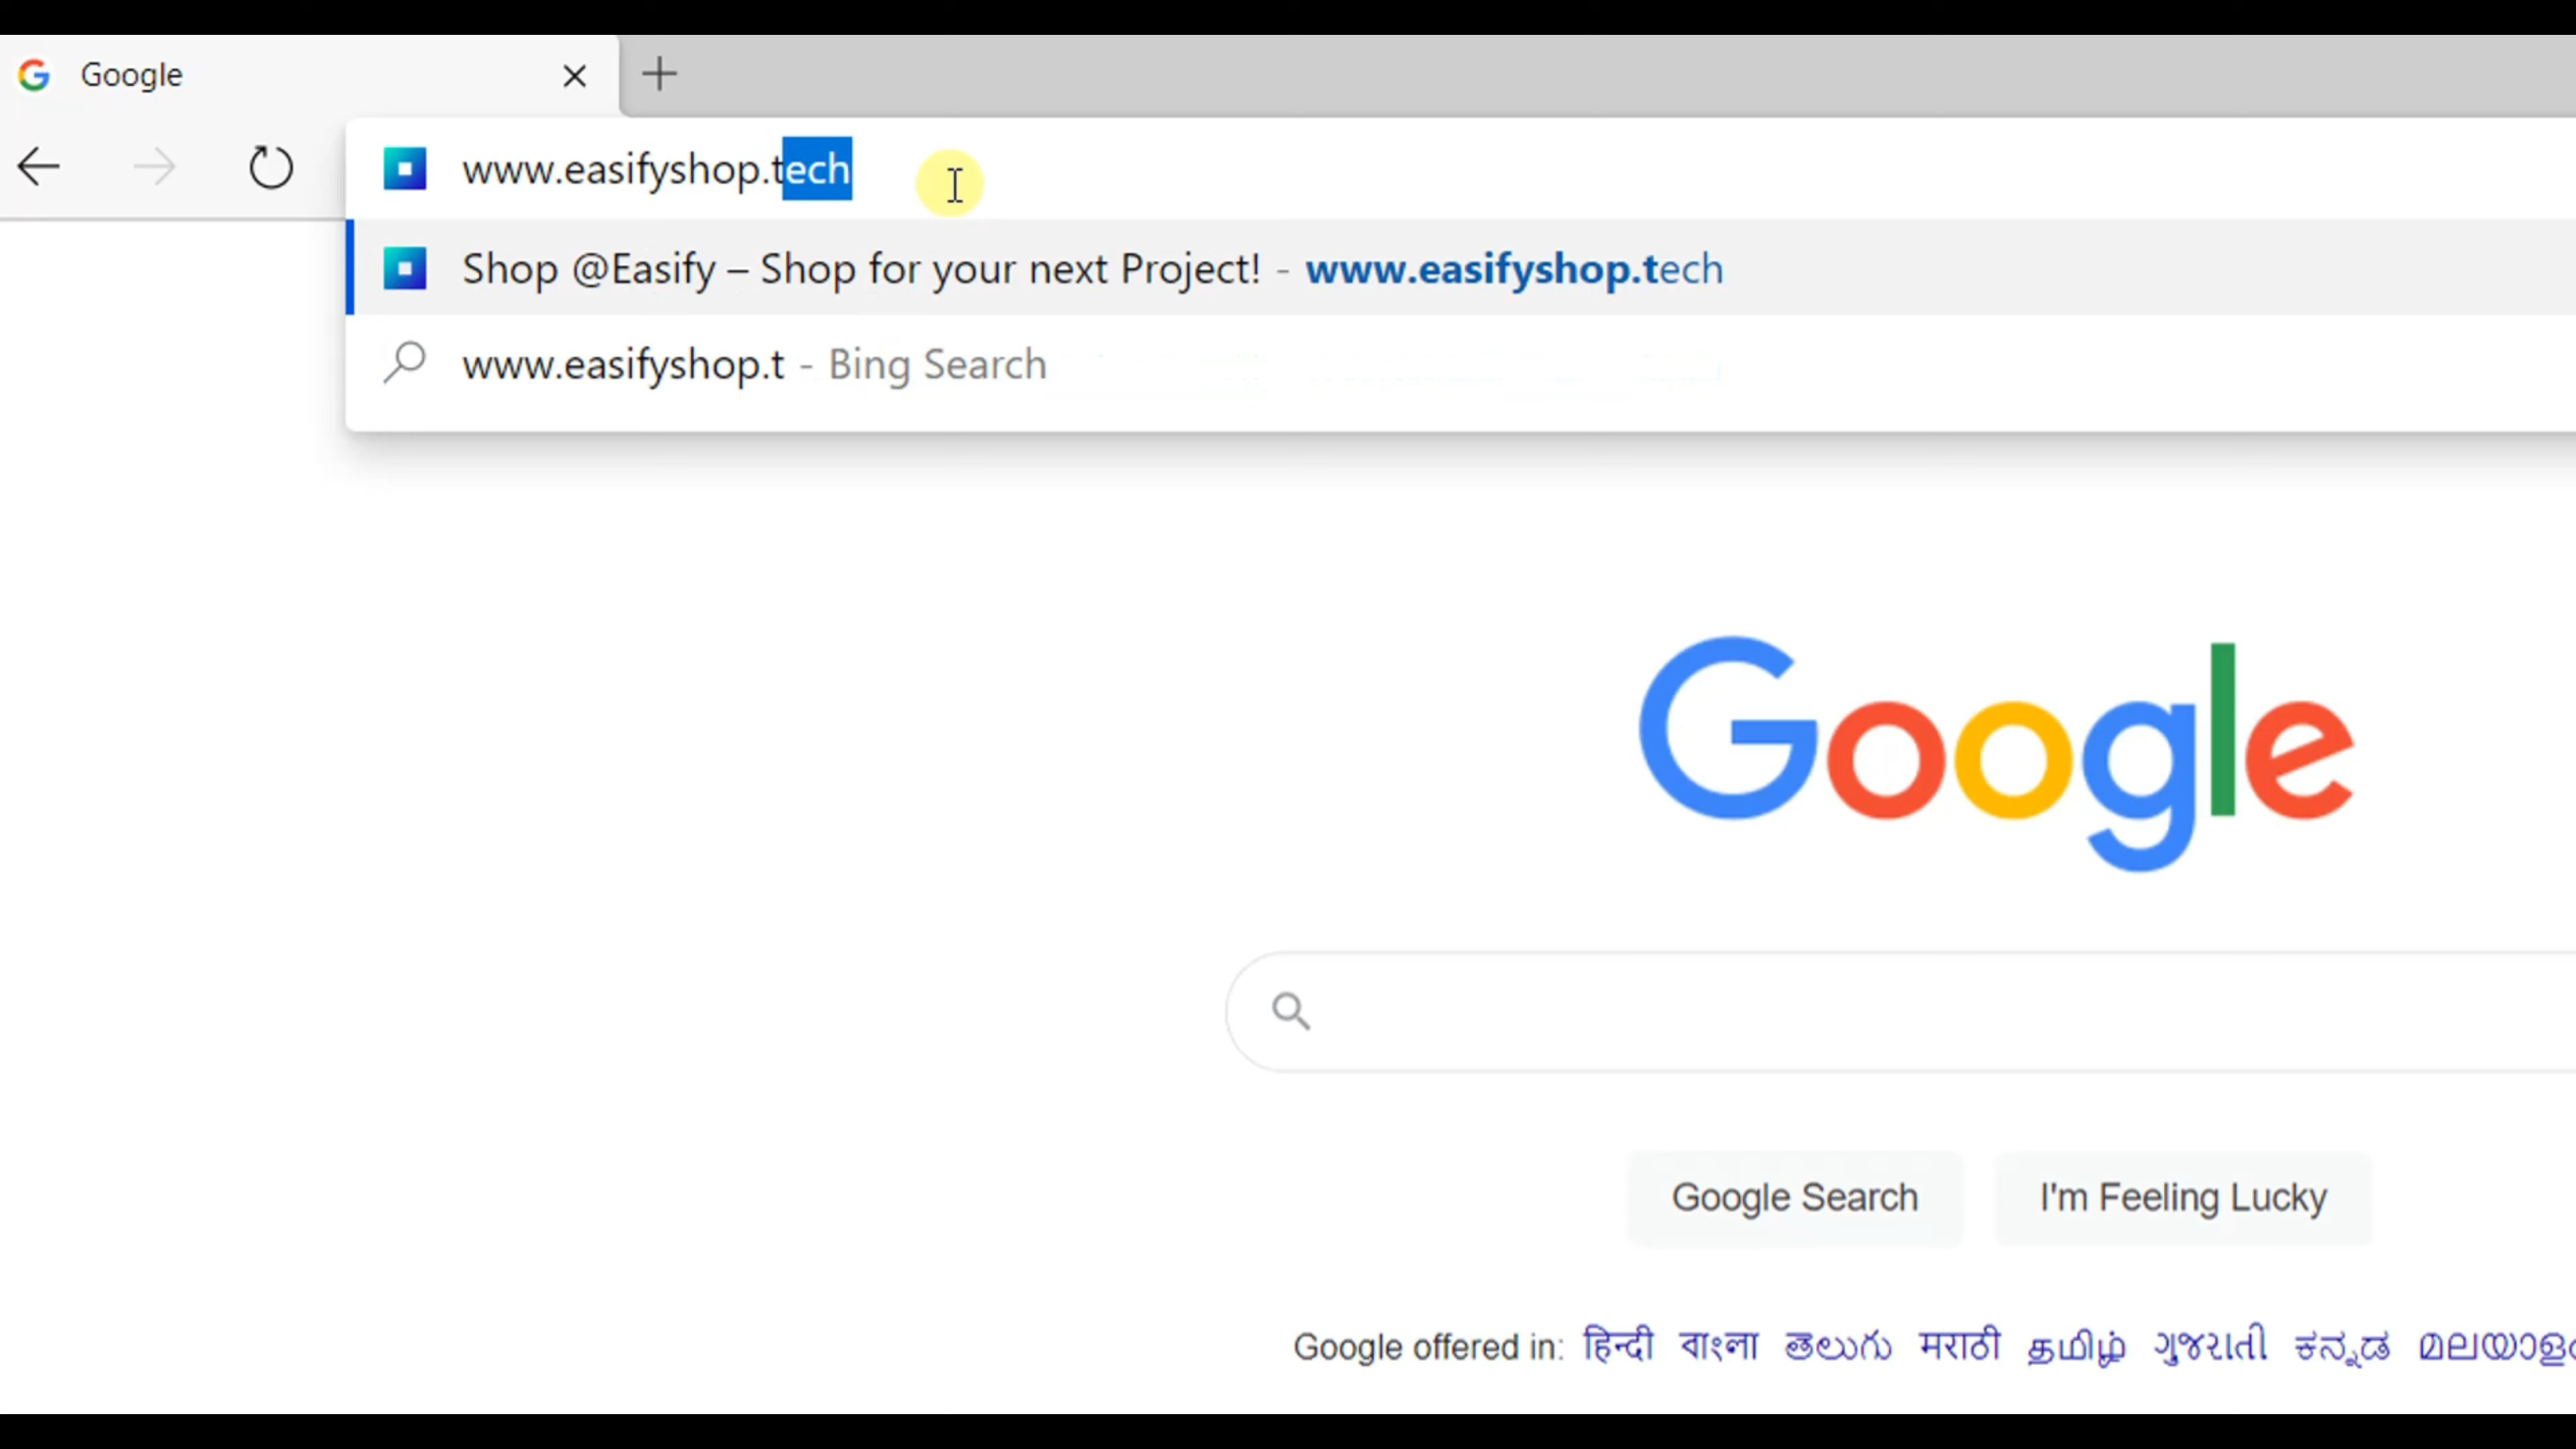 Google
www.easifyshop.tech
Shop @Easify – Shop for your next Project! - www.easifyshop.tech
www.easifyshop.t - Bing Search
Google
Google Search I'm Feeling Lucky
Google offered in: हिन्दी বাংলা తెలుగు मराठी தமிழ் ગુજરાતી ಕನ್ನಡ